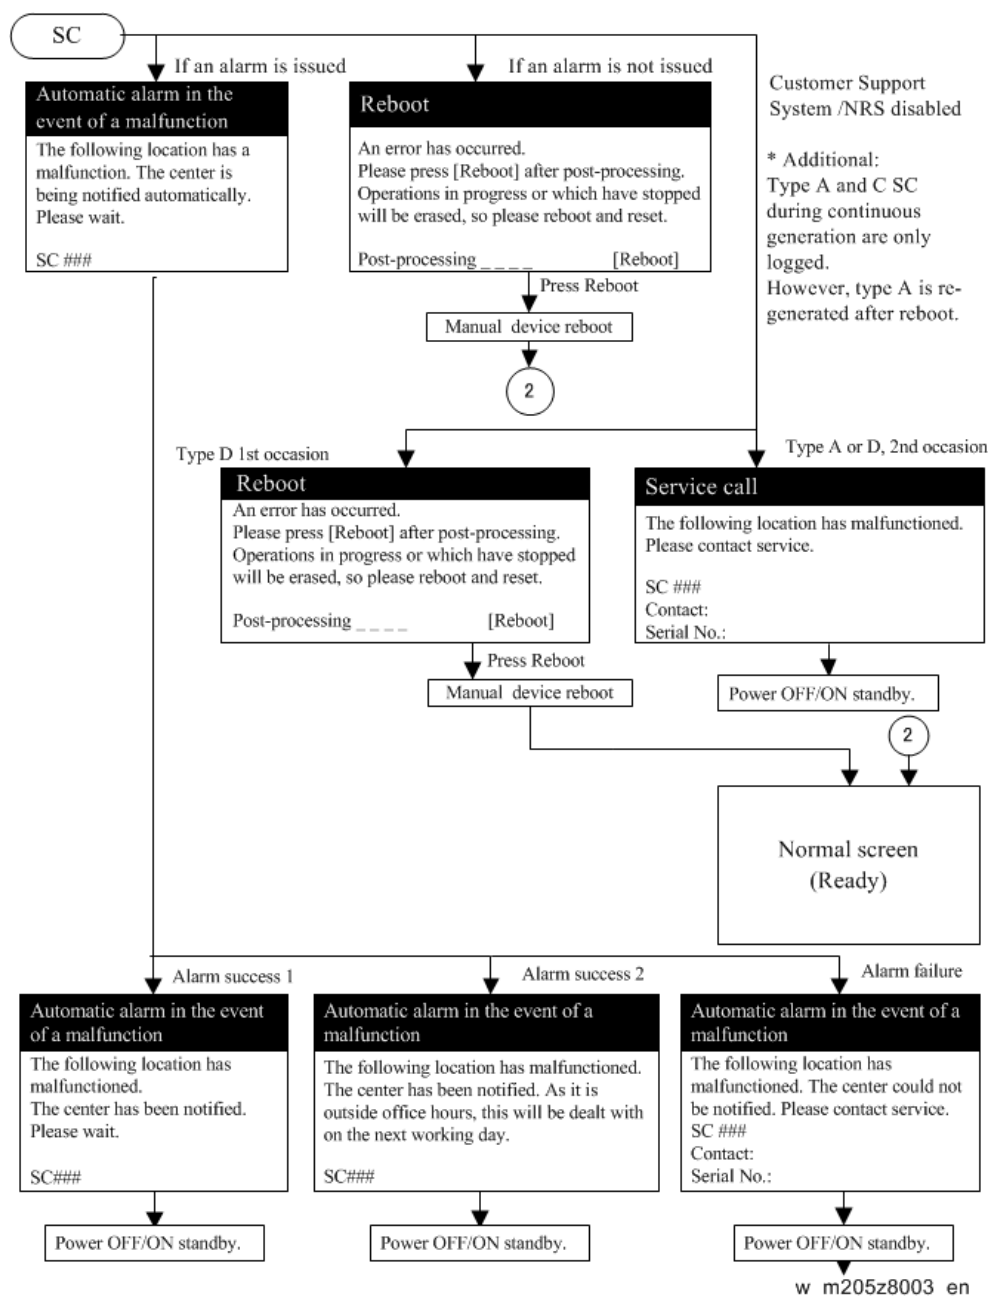 SC
If an alarm is issued
If an alarm is not issued
Customer Support
System /NRS disabled
* Additional:
Type A and C SC
during continuous
generation are only
logged.
However, type A is re-
generated after reboot.
Automatic alarm in the
event of a malfunction
The following location has a
malfunction. The center is
being notified automatically.
Please wait.
SC ###
Reboot
An error has occurred.
Please press [Reboot] after post-processing.
Operations in progress or which have stopped
will be erased, so please reboot and reset.
Post-processing _ _ _ _ [Reboot]
Press Reboot
Manual device reboot
2
Type D 1st occasion
Type A or D, 2nd occasion
Reboot
An error has occurred.
Please press [Reboot] after post-processing.
Operations in progress or which have stopped
will be erased, so please reboot and reset.
Post-processing _ _ _ _ [Reboot]
Press Reboot
Manual device reboot
Service call
The following location has malfunctioned.
Please contact service.
SC ###
Contact:
Serial No.:
Power OFF/ON standby.
2
Normal screen
(Ready)
Alarm success 1
Alarm success 2
Alarm failure
Automatic alarm in the event
of a malfunction
The following location has
malfunctioned.
The center has been notified.
Please wait.
SC###
Power OFF/ON standby.
Automatic alarm in the event of a
malfunction
The following location has malfunctioned.
The center has been notified. As it is
outside office hours, this will be dealt with
on the next working day.
SC###
Power OFF/ON standby.
Automatic alarm in the event of a
malfunction
The following location has
malfunctioned. The center could not
be notified. Please contact service.
SC ###
Contact:
Serial No.:
Power OFF/ON standby.
w_m205z8003_en